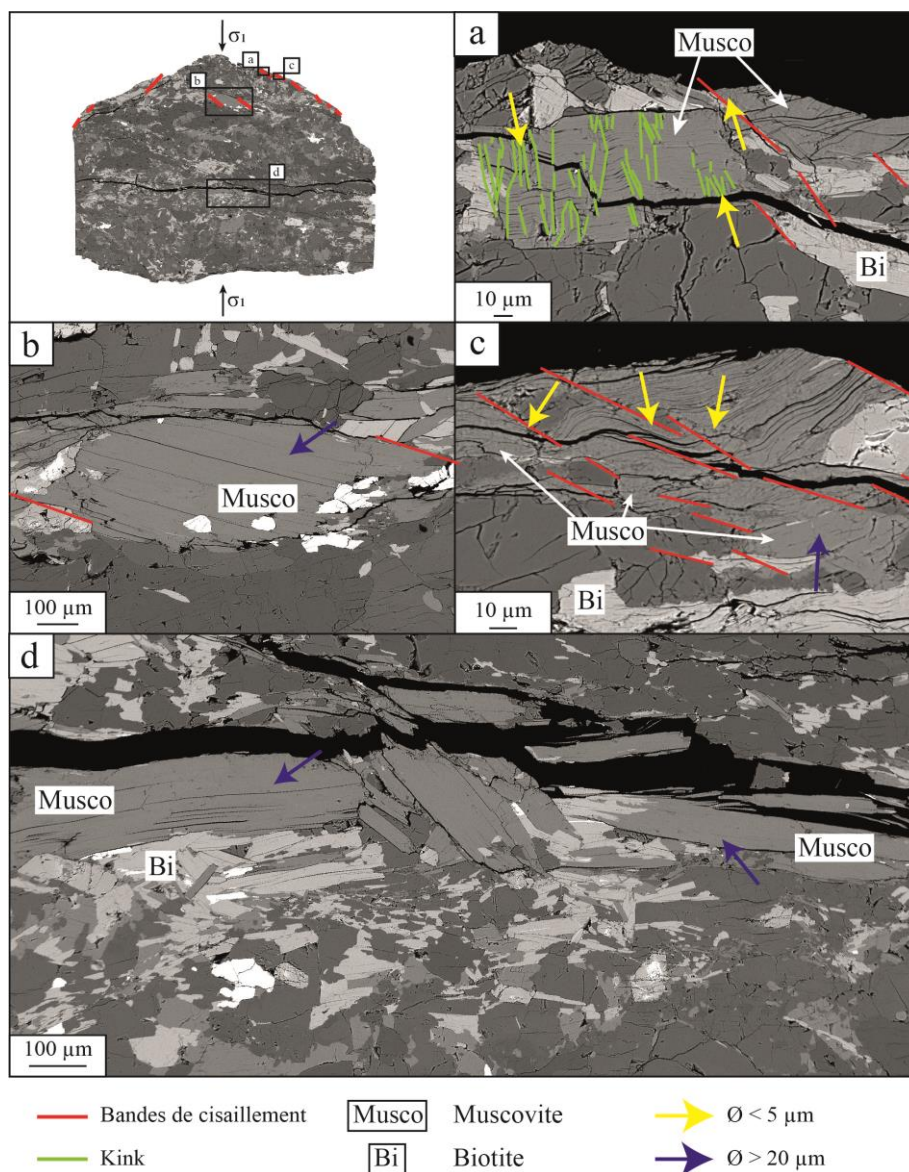 σ1
a
c
b
d
σ1
a
Musco
Bi
10 µm
b
Musco
100 µm
c
Musco
Bi
10 µm
d
Musco
Bi
Musco
100 µm
Bandes de cisaillement
Musco Muscovite
Ø < 5 µm
Kink
Bi Biotite
Ø > 20 µm